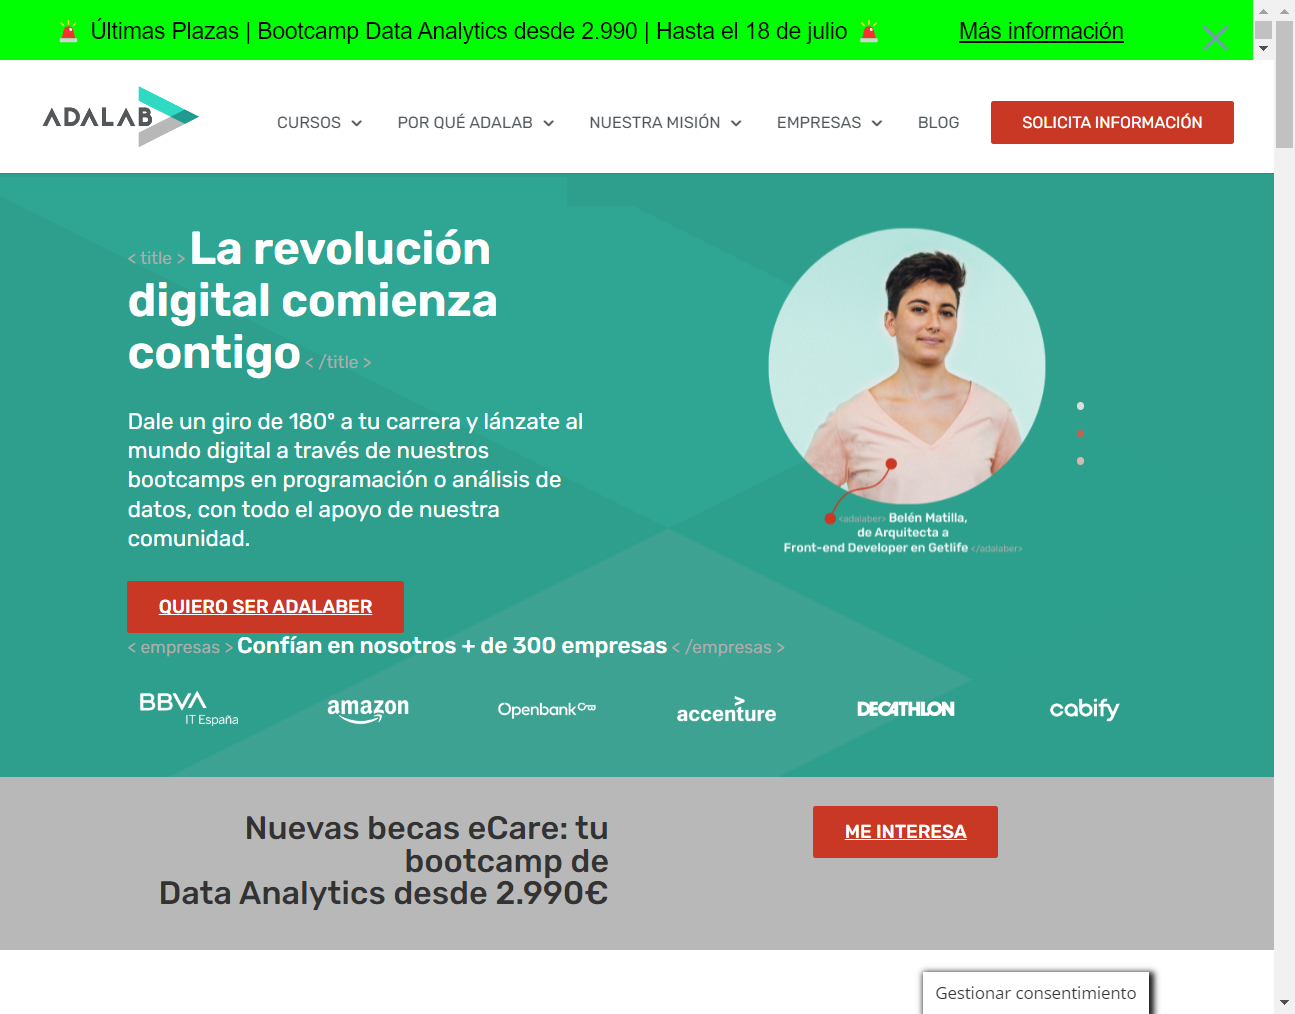 Últimas Plazas | Bootcamp Data Analytics desde 2.990 | Hasta el 18 de julio
Más información
ADALAB
CURSOS
POR QUÉ ADALAB
NUESTRA MISIÓN
EMPRESAS
BLOG
SOLICITA INFORMACIÓN
< title > La revolución
digital comienza
contigo < /title >
Dale un giro de 180º a tu carrera y lánzate al
mundo digital a través de nuestros
bootcamps en programación o análisis de
datos, con todo el apoyo de nuestra
comunidad.
QUIERO SER ADALABER
<adalaber> Belén Matilla,
de Arquitecta a
Front-end Developer en Getlife </adalaber>
< empresas > Confían en nosotros + de 300 empresas < /empresas >
BBVA
IT España
amazon
Openbank
accenture
DECATHLON
cabify
Nuevas becas eCare: tu
bootcamp de
Data Analytics desde 2.990€
ME INTERESA
Gestionar consentimiento